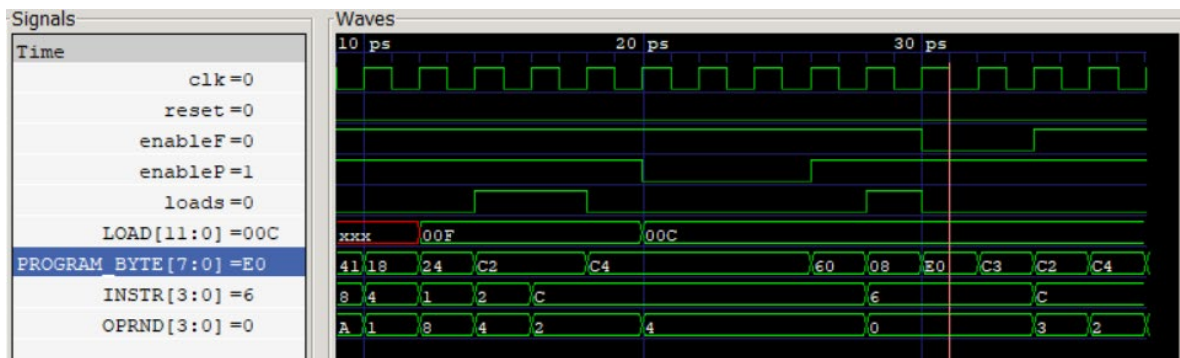 Signals
Waves
Time
10 ps 20 ps 30 ps
clk=0
reset=0
enableF=0
enableP=1
loads=0
LOAD[11:0]=00C xxx 00F 00C
PROGRAM_BYTE[7:0]=E0 41 18 24 C2 C4 60 08 E0 C3 C2 C4
INSTR[3:0]=6 8 4 1 2 C 6 C
OPRND[3:0]=0 A 1 8 4 2 4 0 3 2